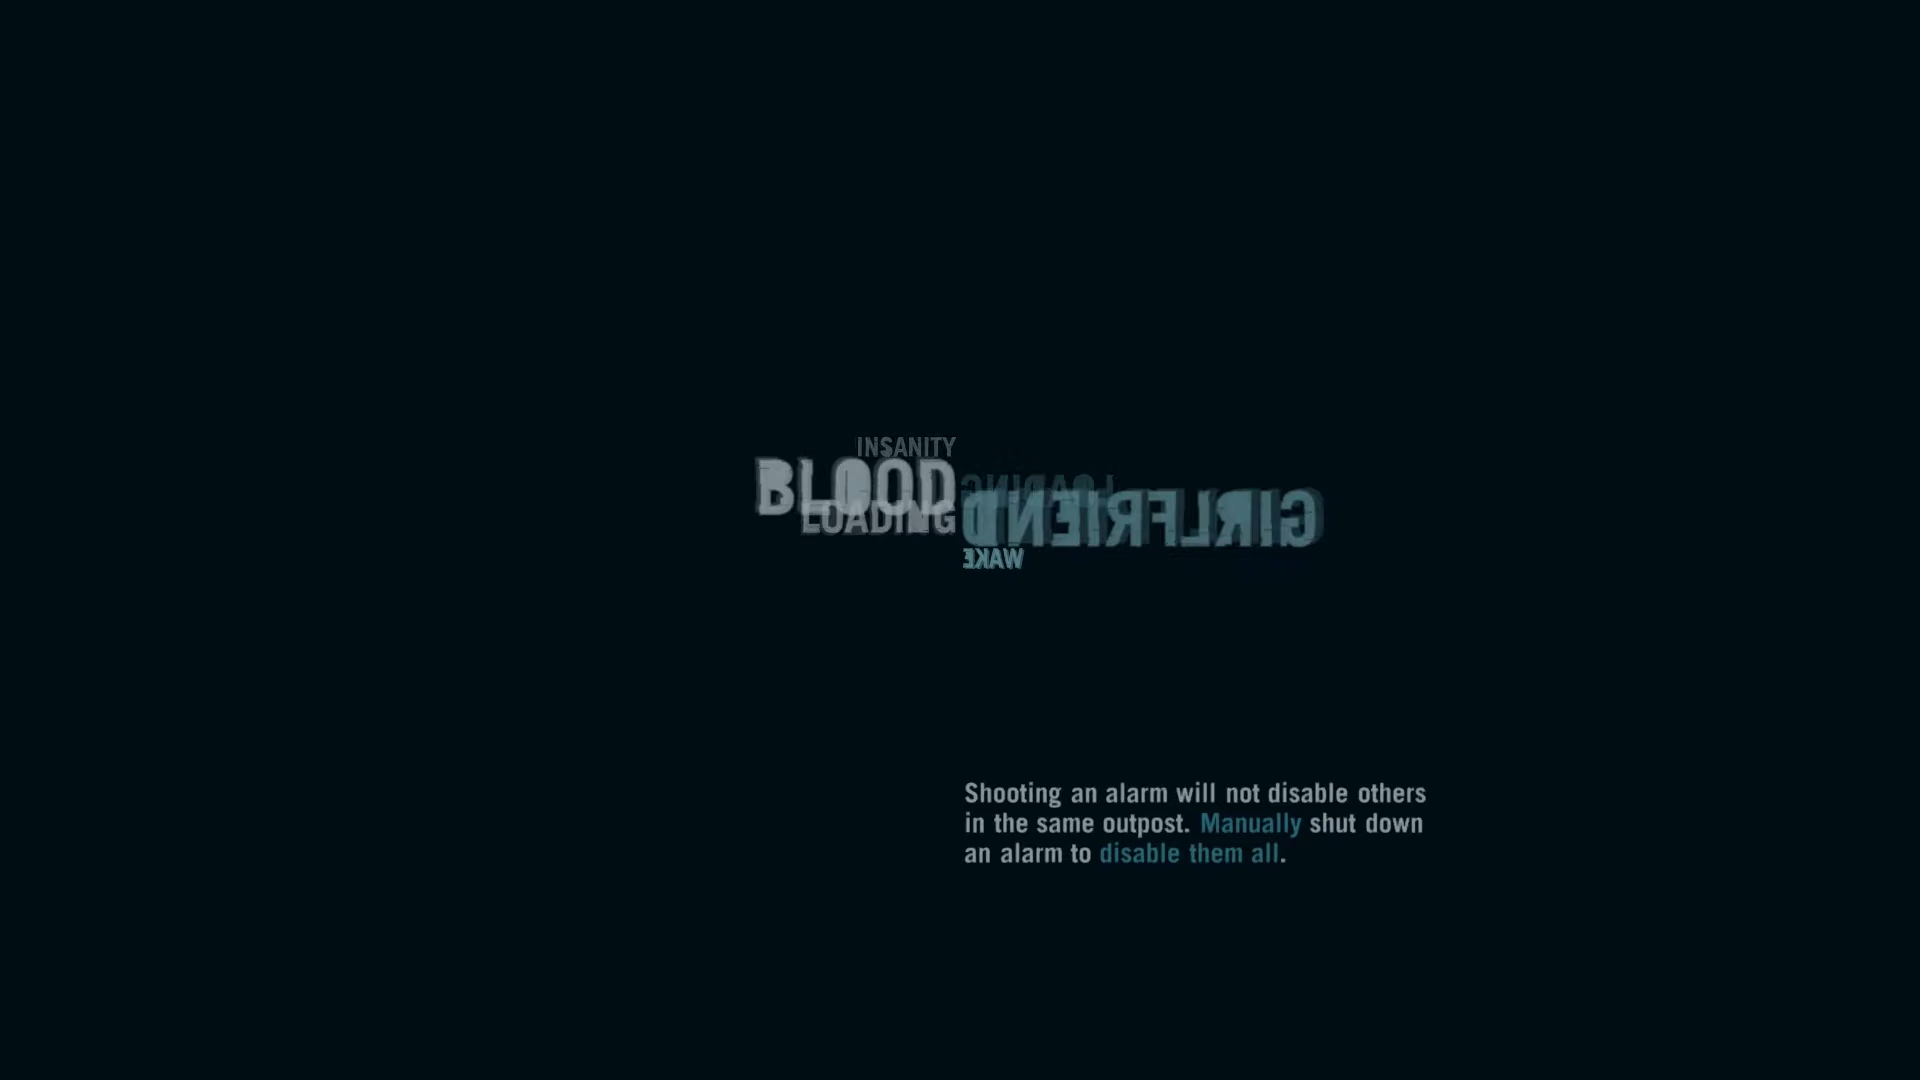 INSANITY
BLOOD
LOADING
LOADING
GIRLFRIEND
WAKE
Shooting an alarm will not disable others
in the same outpost. Manually shut down
an alarm to disable them all.